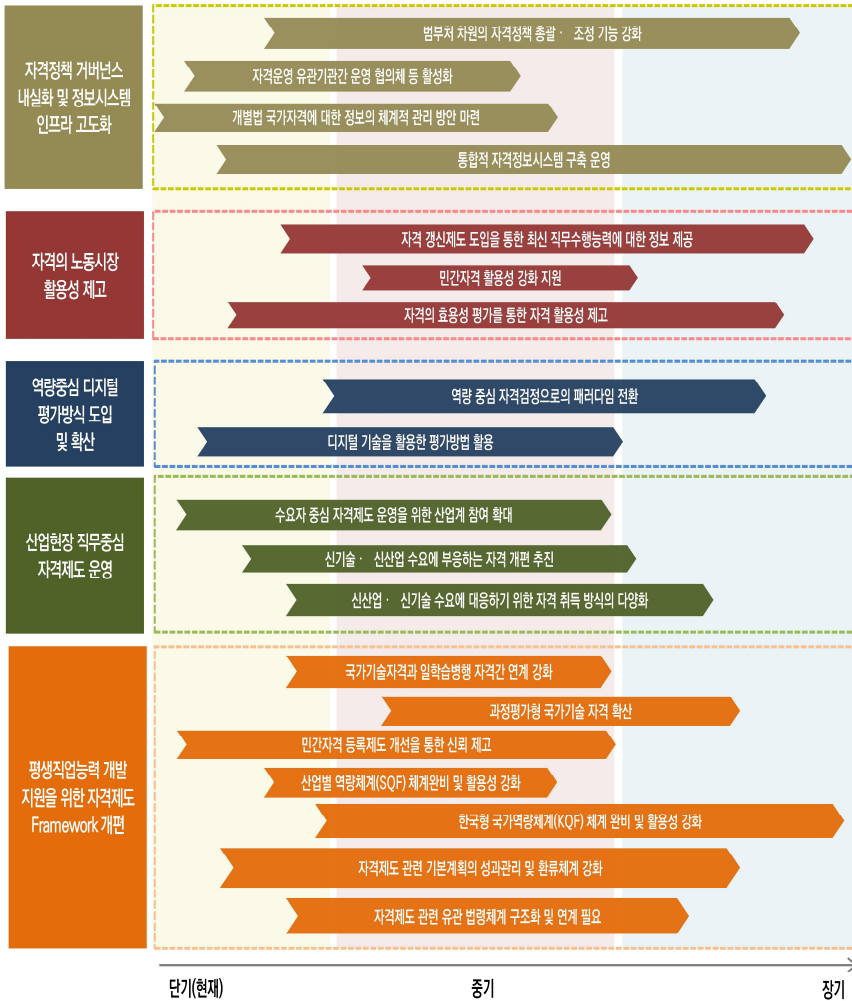 자격정책 거버넌스
내실화 및 정보시스템
인프라 고도화
범부처 차원의 자격정책 총괄 · 조정 기능 강화
자격운영 유관기관간 운영 협의체 등 활성화
개별법 국가자격에 대한 정보의 체계적 관리 방안 마련
통합적 자격정보시스템 구축 운영
자격의 노동시장
활용성 제고
자격 갱신제도 도입을 통한 최신 직무수행능력에 대한 정보 제공
민간자격 활용성 강화 지원
자격의 효용성 평가를 통한 자격 활용성 제고
역량중심 디지털
평가방식 도입
및 확산
역량 중심 자격검정으로의 패러다임 전환
디지털 기술을 활용한 평가방법 활용
산업현장 직무중심
자격제도 운영
수요자 중심 자격제도 운영을 위한 산업계 참여 확대
신기술 · 신산업 수요에 부응하는 자격 개편 추진
신산업 · 신기술 수요에 대응하기 위한 자격 취득 방식의 다양화
평생직업능력 개발
지원을 위한 자격제도
Framework 개편
국가기술자격과 일학습병행 자격간 연계 강화
과정평가형 국가기술 자격 확산
민간자격 등록제도 개선을 통한 신뢰 제고
산업별 역량체계(SQF) 체계완비 및 활용성 강화
한국형 국가역량체계(KQF) 체계 완비 및 활용성 강화
자격제도 관련 기본계획의 성과관리 및 환류체계 강화
자격제도 관련 유관 법령체계 구조화 및 연계 필요
단기(현재)
중기
장기